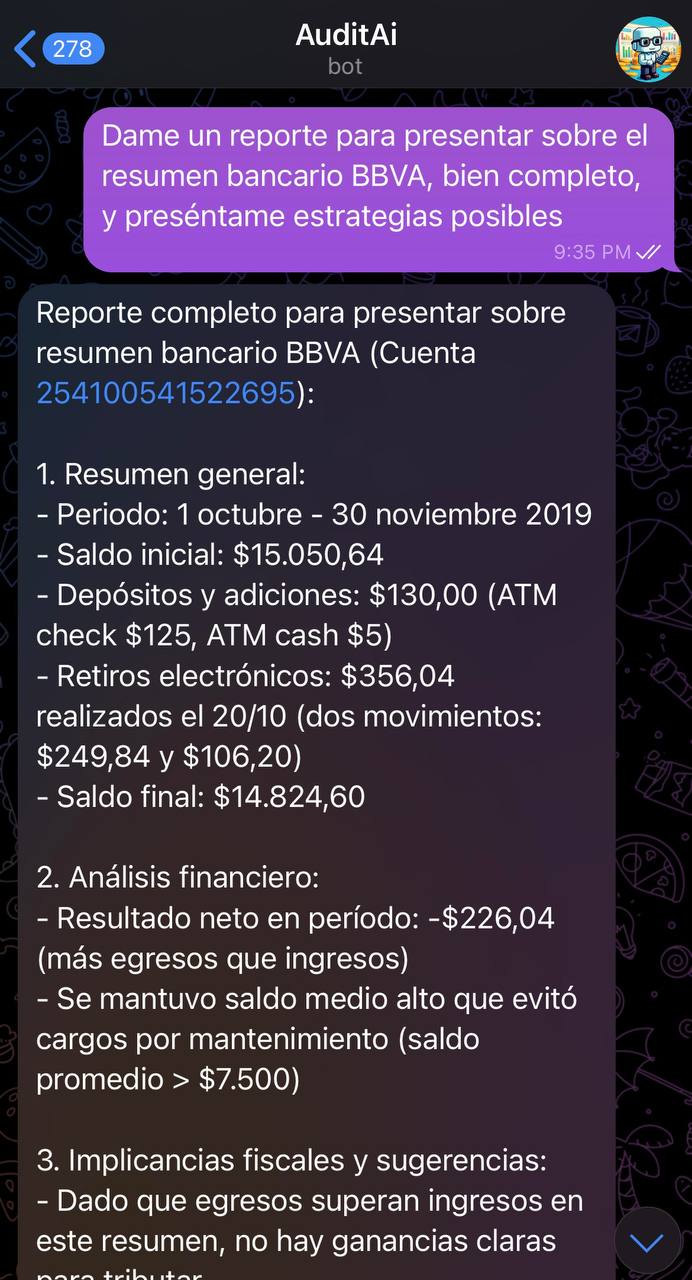 278
AuditAi
bot
Dame un reporte para presentar sobre el
resumen bancario BBVA, bien completo,
y preséntame estrategias posibles
9:35 PM
Reporte completo para presentar sobre
resumen bancario BBVA (Cuenta
254100541522695):
1. Resumen general:
- Periodo: 1 octubre - 30 noviembre 2019
- Saldo inicial: $15.050,64
- Depósitos y adiciones: $130,00 (ATM
check $125, ATM cash $5)
- Retiros electrónicos: $356,04
realizados el 20/10 (dos movimientos:
$249,84 y $106,20)
- Saldo final: $14.824,60
2. Análisis financiero:
- Resultado neto en período: -$226,04
(más egresos que ingresos)
- Se mantuvo saldo medio alto que evitó
cargos por mantenimiento (saldo
promedio > $7.500)
3. Implicancias fiscales y sugerencias:
- Dado que egresos superan ingresos en
este resumen, no hay ganancias claras
para tributar